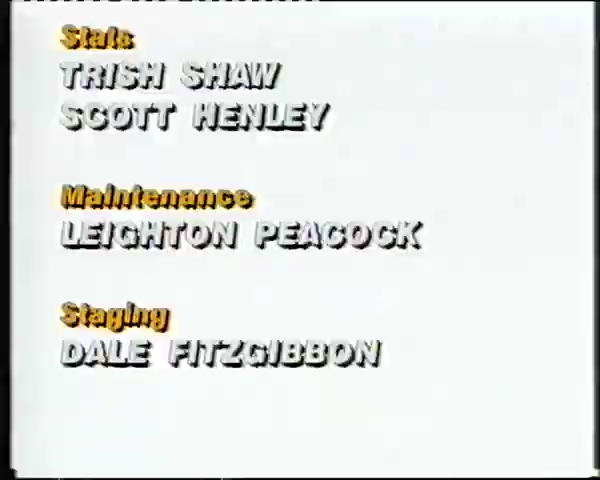 Stats
TRISH SHAW
SCOTT HENLEY
Maintenance
LEIGHTON PEACOCK
Staging
DALE FITZGIBBON